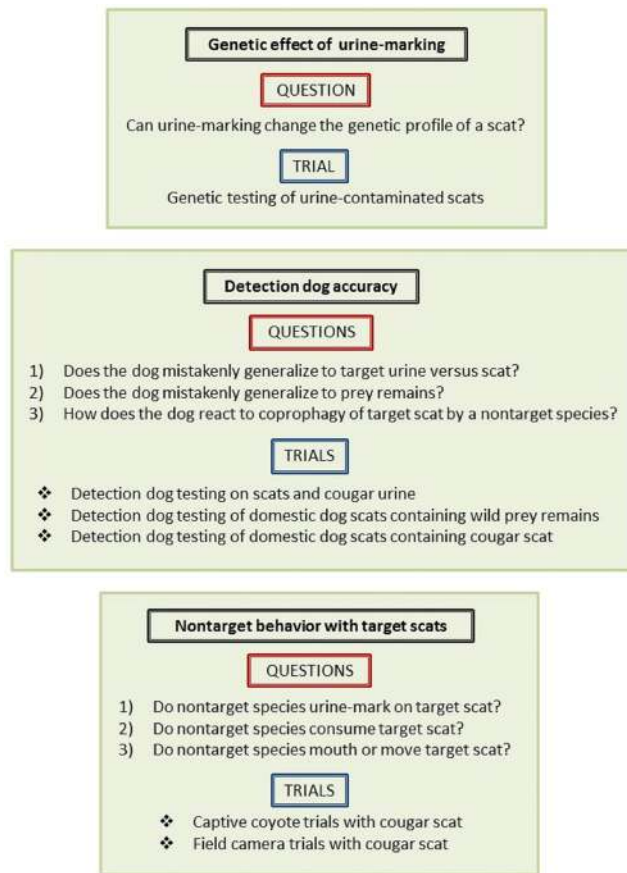 Genetic effect of urine-marking
QUESTION
Can urine-marking change the genetic profile of a scat?
TRIAL
Genetic testing of urine-contaminated scats
Detection dog accuracy
QUESTIONS
1) Does the dog mistakenly generalize to target urine versus scat?
2) Does the dog mistakenly generalize to prey remains?
3) How does the dog react to coprophagy of target scat by a nontarget species?
TRIALS
❖ Detection dog testing on scats and cougar urine
❖ Detection dog testing of domestic dog scats containing wild prey remains
❖ Detection dog testing of domestic dog scats containing cougar scat
Nontarget behavior with target scats
QUESTIONS
1) Do nontarget species urine-mark on target scat?
2) Do nontarget species consume target scat?
3) Do nontarget species mouth or move target scat?
TRIALS
❖ Captive coyote trials with cougar scat
❖ Field camera trials with cougar scat